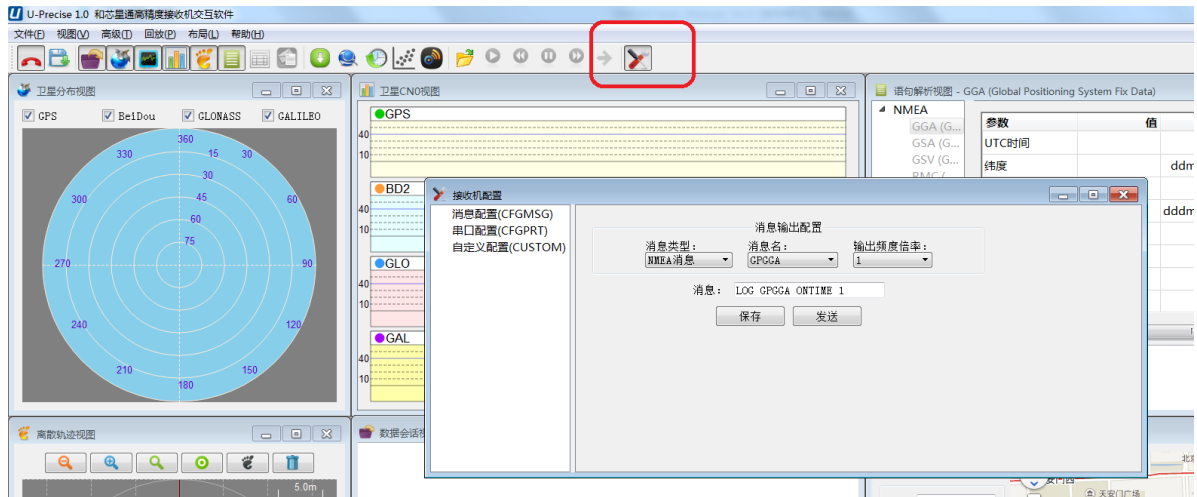 U-Precise 1.0 和芯星通高精度接收机交互软件
文件(F) 视图(V) 高级(T) 回放(P) 布局(L) 帮助(H)
卫星分布视图
GPS BeiDou GLONASS GALILEO
360
330 15 30
30
300 45 60
60
75
270 90
240 120
210 150
180
卫星CN0视图
GPS
40
10
BD2
40
10
GLO
40
10
GAL
40
10
语句解析视图 - GGA (Global Positioning System Fix Data)
NMEA
GGA (G...
GSA (G...
GSV (G...
RMC (
参数 值
UTC时间
纬度 ddm
dddm
接收机配置
消息配置(CFGMSG)
串口配置(CFGPRT)
自定义配置(CUSTOM)
消息输出配置
消息类型: 消息名: 输出频度倍率:
NMEA消息 GPGGA 1
消息: LOG GPGGA ONTIME 1
保存 发送
离散轨迹视图
5.0m
数据会话
天安门广场